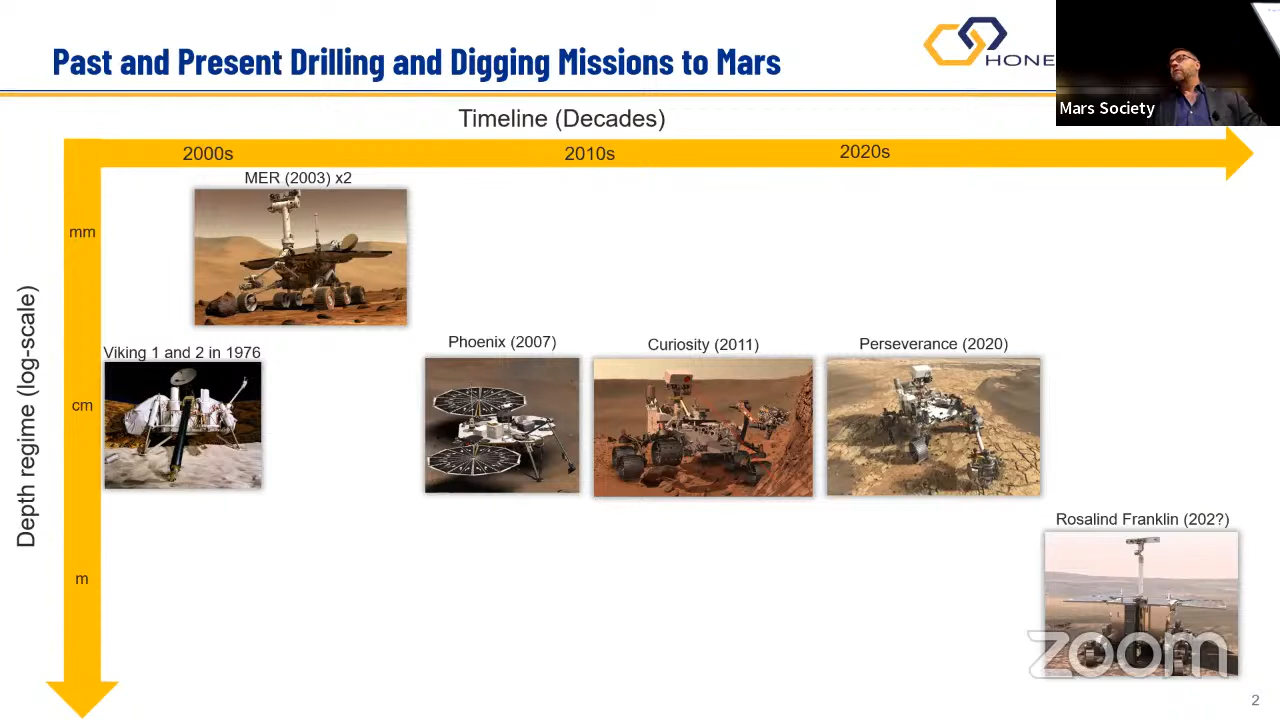 Past and Present Drilling and Digging Missions to Mars
HONE
Mars Society
Timeline (Decades)
2000s
2010s
2020s
MER (2003) x2
mm
Depth regime (log-scale)
Viking 1 and 2 in 1976
Phoenix (2007)
Curiosity (2011)
Perseverance (2020)
cm
Rosalind Franklin (202?)
m
zoom
2